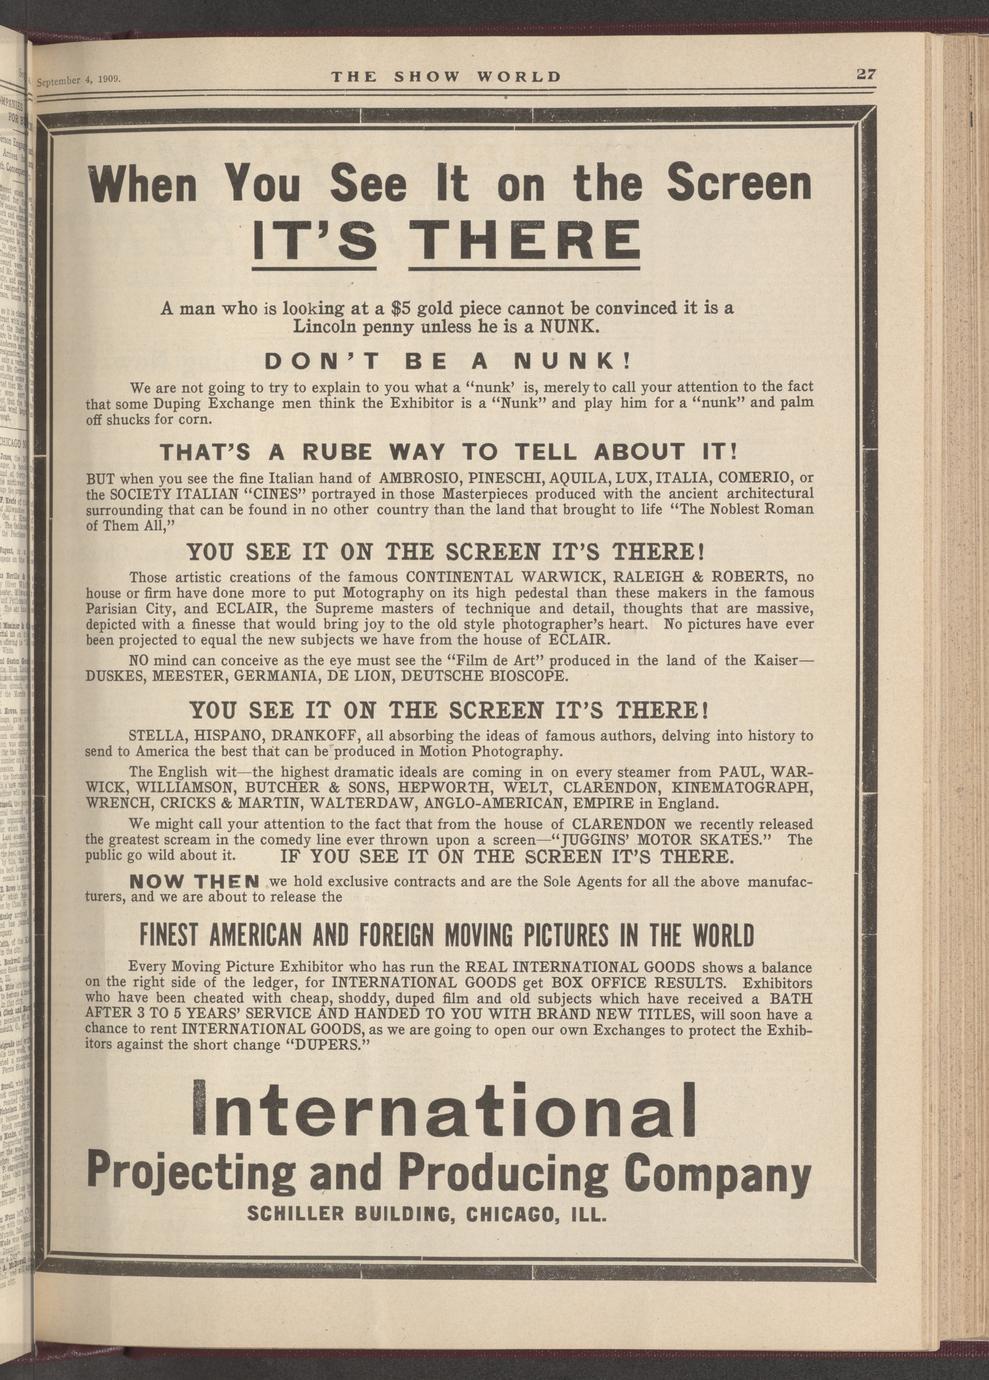 September 4, 1909.
THE SHOW WORLD
27
When You See It on the Screen
IT'S THERE
A man who is looking at a $5 gold piece cannot be convinced it is a
Lincoln penny unless he is a NUNK.
DON'T BE A NUNK!
We are not going to try to explain to you what a "nunk' is, merely to call your attention to the fact
that some Duping Exchange men think the Exhibitor is a "Nunk" and play him for a "nunk" and palm
off shucks for corn.
THAT'S A RUBE WAY TO TELL ABOUT IT!
BUT when you see the fine Italian hand of AMBROSIO, PINESCHI, AQUILA, LUX, ITALIA, COMERIO, or
the SOCIETY ITALIAN "CINES" portrayed in those Masterpieces produced with the ancient architectural
surrounding that can be found in no other country than the land that brought to life "The Noblest Roman
of Them All,"
YOU SEE IT ON THE SCREEN IT'S THERE!
Those artistic creations of the famous CONTINENTAL WARWICK, RALEIGH & ROBERTS, no
house or firm have done more to put Motography on its high pedestal than these makers in the famous
Parisian City, and ECLAIR, the Supreme masters of technique and detail, thoughts that are massive,
depicted with a finesse that would bring joy to the old style photographer's heart. No pictures have ever
been projected to equal the new subjects we have from the house of ECLAIR.
NO mind can conceive as the eye must see the "Film de Art" produced in the land of the Kaiser—
DUSKES, MEESTER, GERMANIA, DE LION, DEUTSCHE BIOSCOPE.
YOU SEE IT ON THE SCREEN IT'S THERE!
STELLA, HISPANO, DRANKOFF, all absorbing the ideas of famous authors, delving into history to
send to America the best that can be produced in Motion Photography.
The English wit—the highest dramatic ideals are coming in on every steamer from PAUL, WAR-
WICK, WILLIAMSON, BUTCHER & SONS, HEPWORTH, WELT, CLARENDON, KINEMATOGRAPH,
WRENCH, CRICKS & MARTIN, WALTERDAW, ANGLO-AMERICAN, EMPIRE in England.
We might call your attention to the fact that from the house of CLARENDON we recently released
the greatest scream in the comedy line ever thrown upon a screen—"JUGGINS' MOTOR SKATES." The
public go wild about it. IF YOU SEE IT ON THE SCREEN IT'S THERE.
NOW THEN we hold exclusive contracts and are the Sole Agents for all the above manufac-
turers, and we are about to release the
FINEST AMERICAN AND FOREIGN MOVING PICTURES IN THE WORLD
Every Moving Picture Exhibitor who has run the REAL INTERNATIONAL GOODS shows a balance
on the right side of the ledger, for INTERNATIONAL GOODS get BOX OFFICE RESULTS. Exhibitors
who have been cheated with cheap, shoddy, duped film and old subjects which have received a BATH
AFTER 3 TO 5 YEARS' SERVICE AND HANDED TO YOU WITH BRAND NEW TITLES, will soon have a
chance to rent INTERNATIONAL GOODS, as we are going to open our own Exchanges to protect the Exhib-
itors against the short change "DUPERS."
International
Projecting and Producing Company
SCHILLER BUILDING, CHICAGO, ILL.